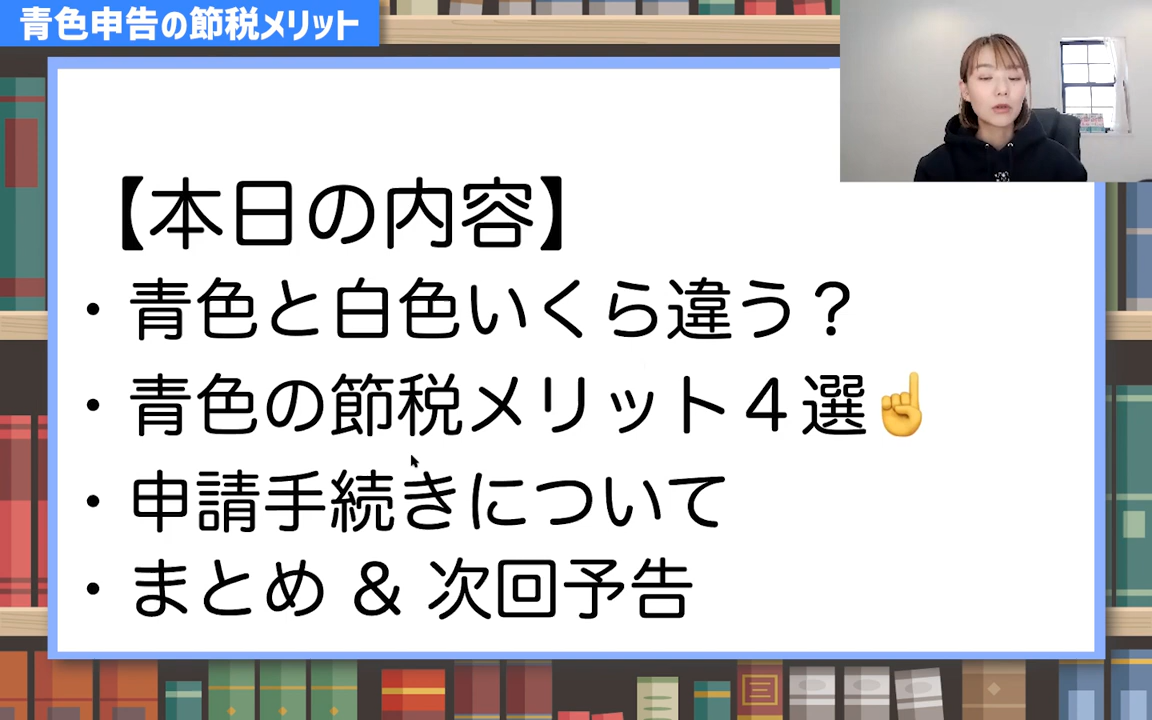 青色申告の節税メリット
【本日の内容】
・青色と白色いくら違う？
・青色の節税メリット４選☝
・申請手続きについて
・まとめ & 次回予告